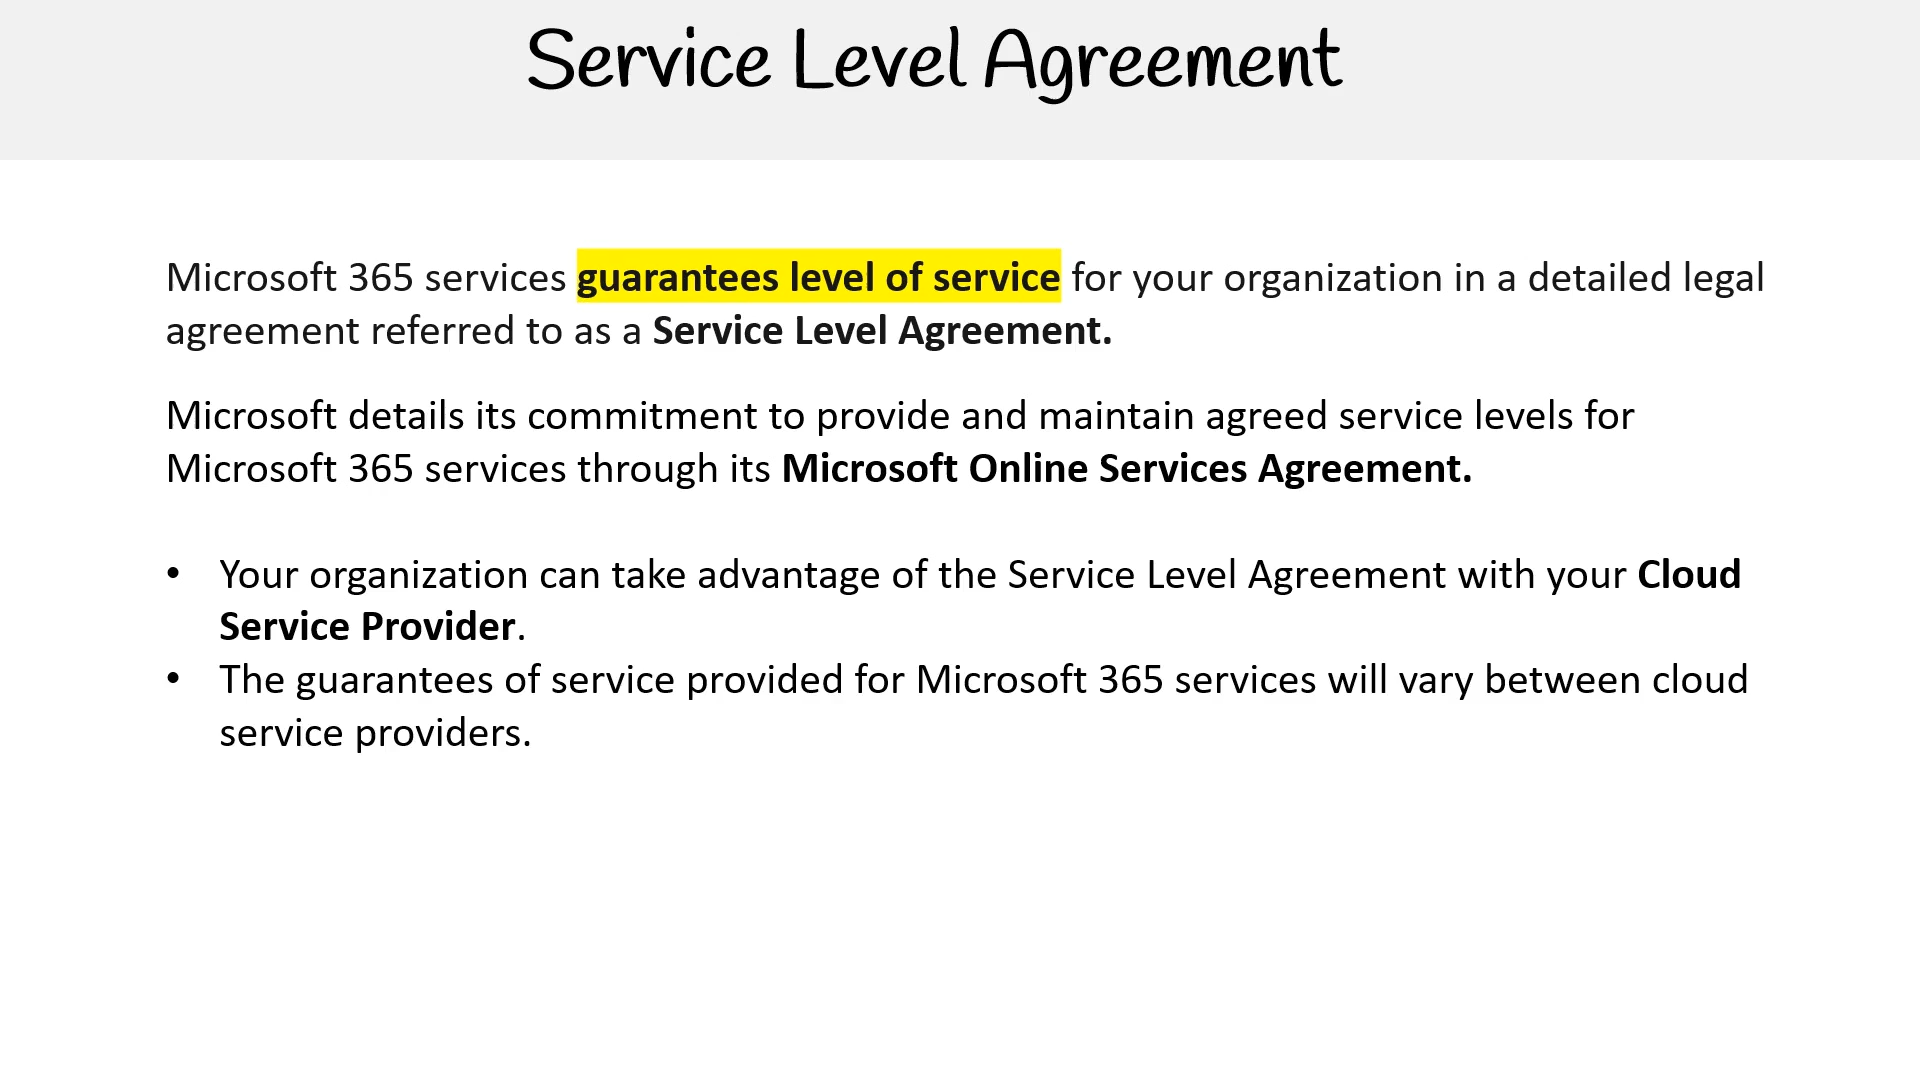 Service Level Agreement
Microsoft 365 services guarantees level of service for your organization in a detailed legal
agreement referred to as a Service Level Agreement.
Microsoft details its commitment to provide and maintain agreed service levels for
Microsoft 365 services through its Microsoft Online Services Agreement.
• Your organization can take advantage of the Service Level Agreement with your Cloud
Service Provider.
• The guarantees of service provided for Microsoft 365 services will vary between cloud
service providers.